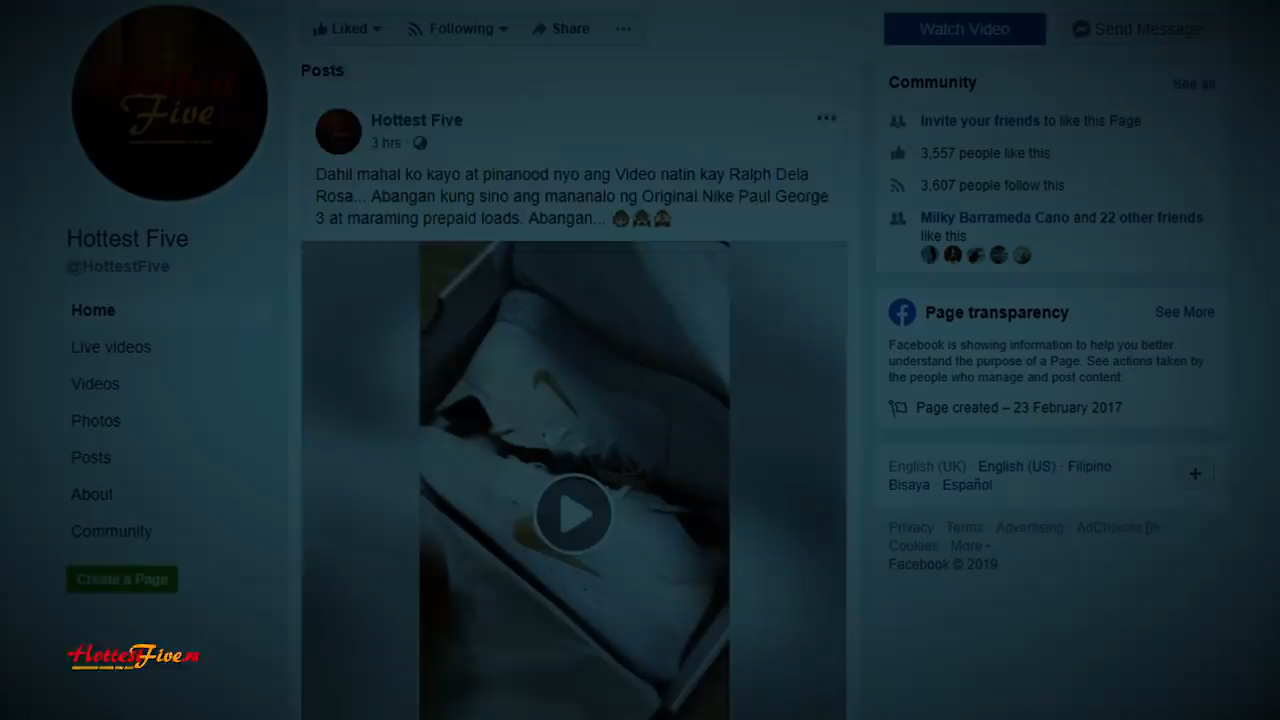 Hottest
Five
Hottest Five
@HottestFive
Home
Live videos
Videos
Photos
Posts
About
Community
Create a Page
HottestFive.PH
Liked
Following
Share
Posts
Hottest Five
3 hrs ·
Dahil mahal ko kayo at pinanood nyo ang Video natin kay Ralph Dela
Rosa... Abangan kung sino ang mananalo ng Original Nike Paul George
3 at maraming prepaid loads. Abangan...
Watch Video
Send Message
Community
See all
Invite your friends to like this Page
3,557 people like this
3,607 people follow this
Milky Barrameda Cano and 22 other friends
like this
Page transparency
See More
Facebook is showing information to help you better
understand the purpose of a Page. See actions taken by
the people who manage and post content.
Page created – 23 February 2017
English (UK) · English (US) · Filipino
Bisaya · Español
Privacy · Terms · Advertising · AdChoices
Cookies · More
Facebook © 2019